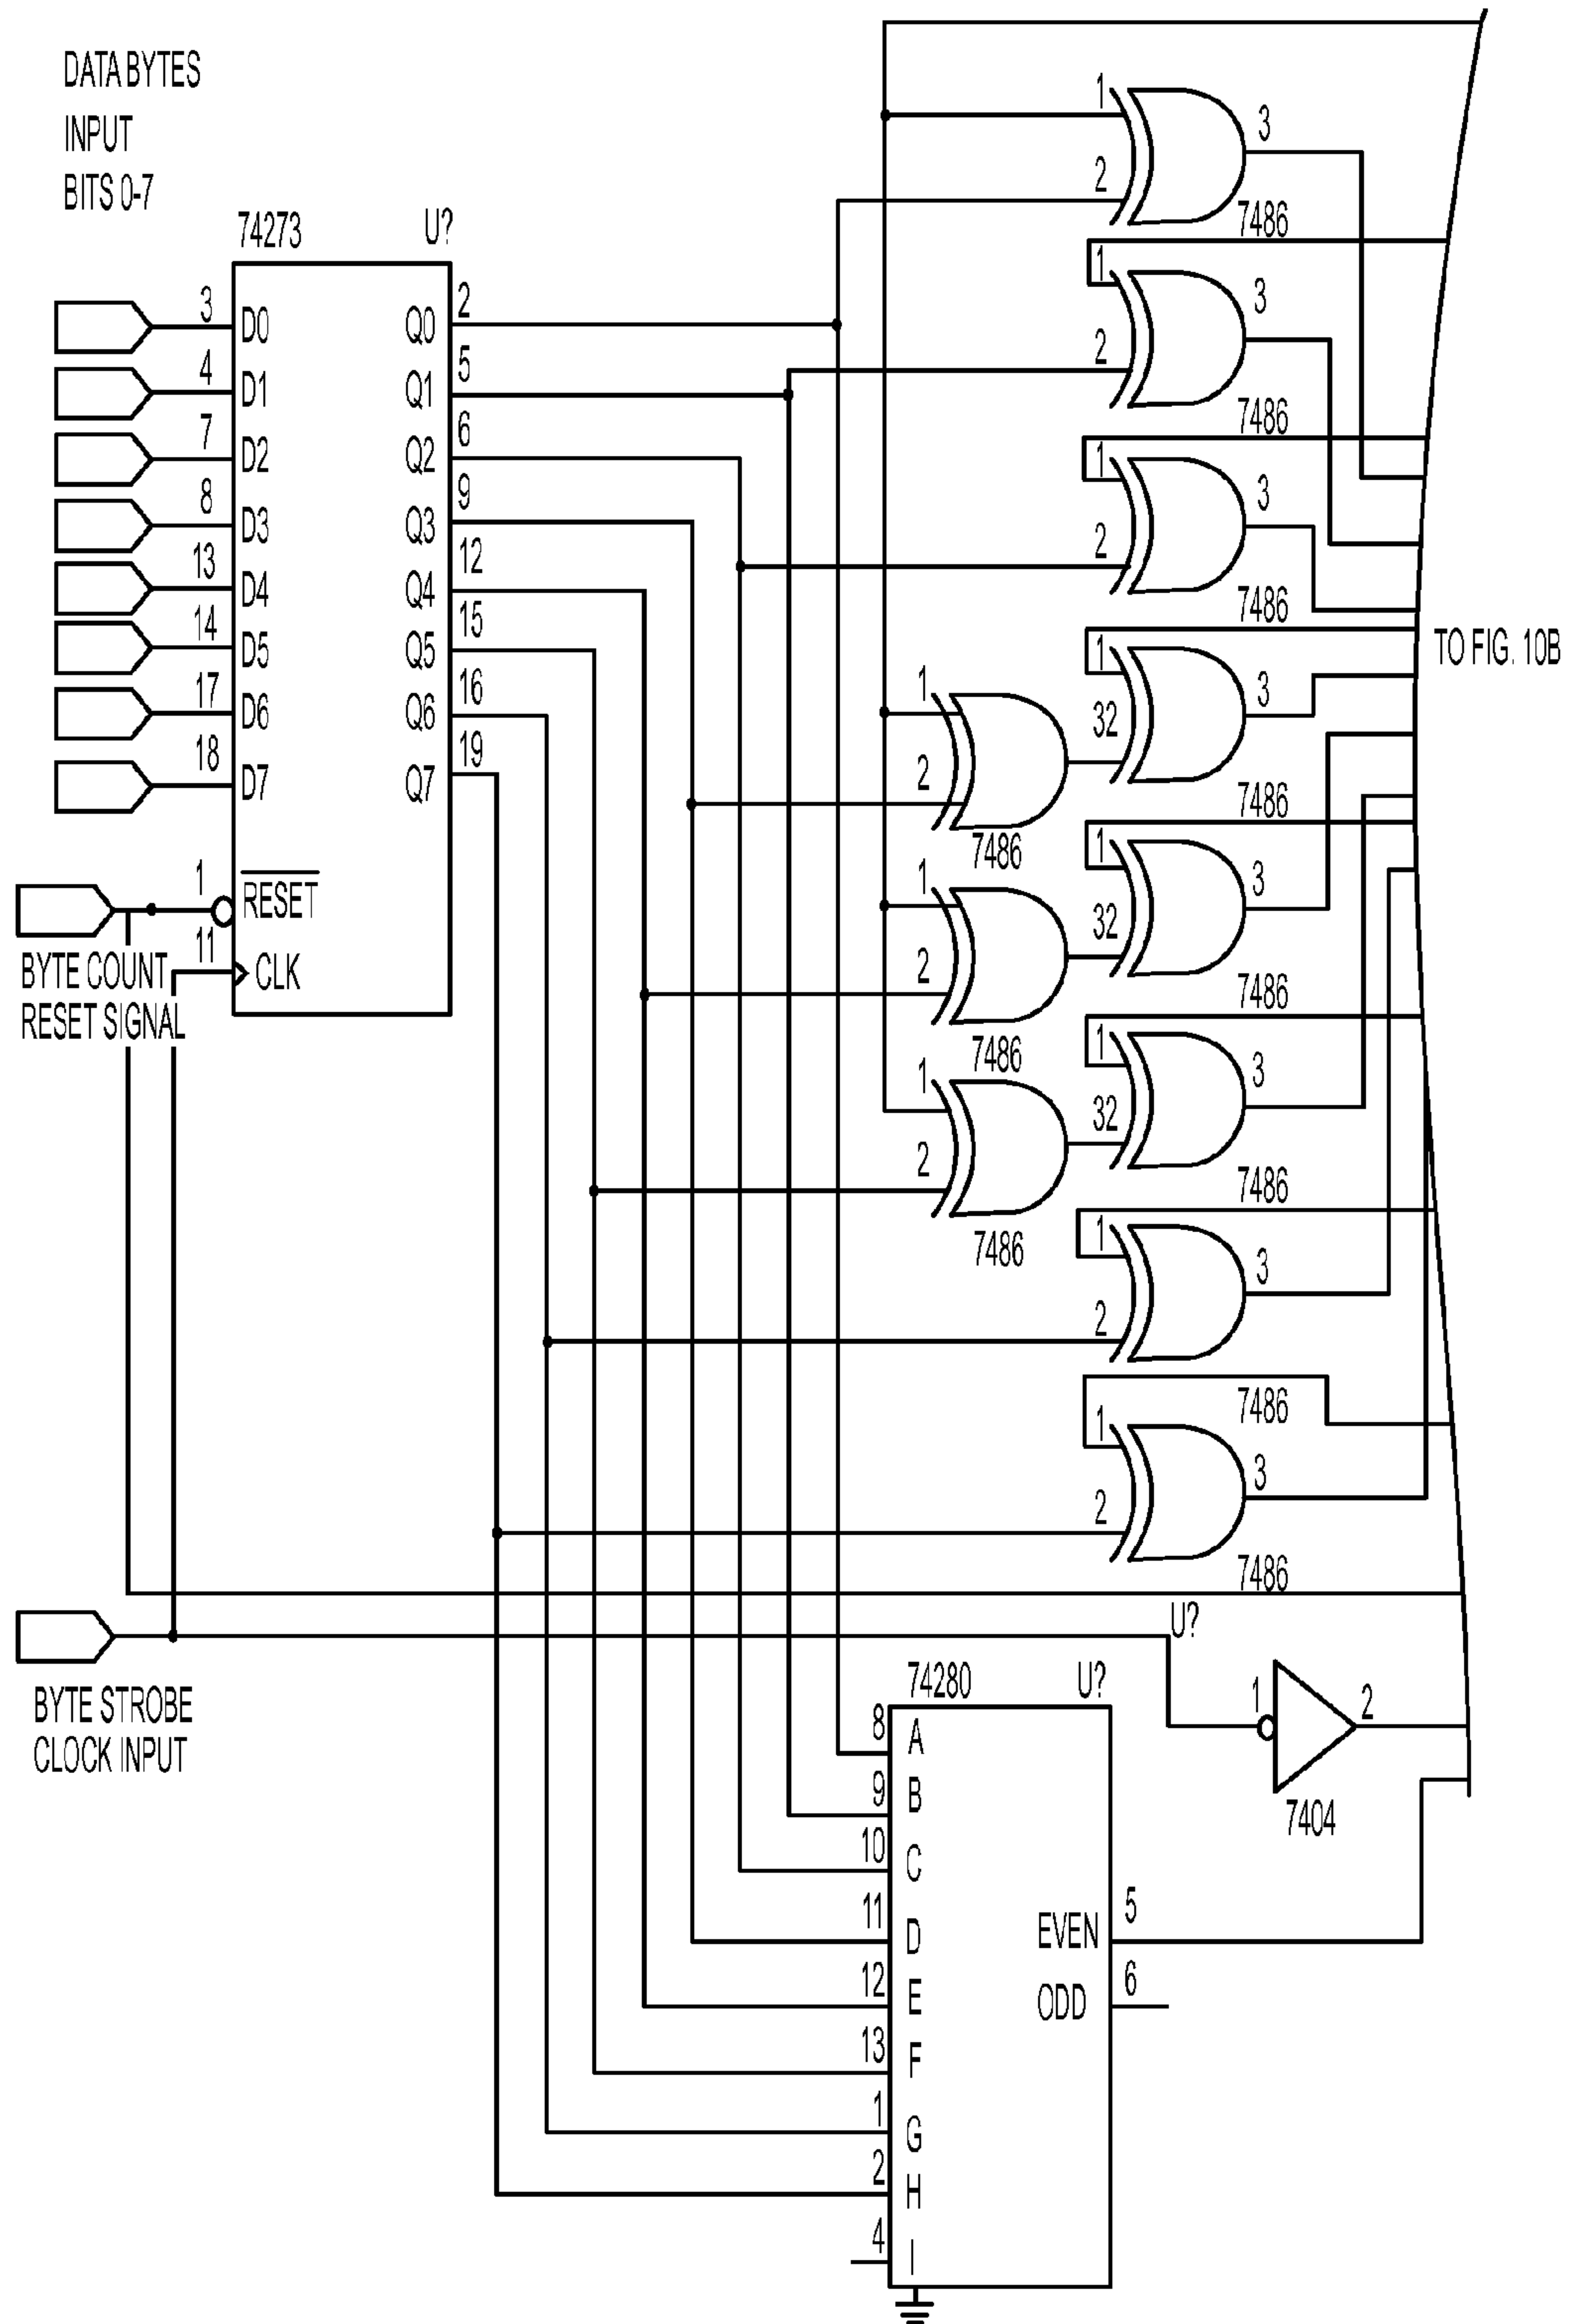 DATA BYTES
INPUT
BITS 0-7
74273 U?
3 D0 Q0 2
4 D1 Q1 5
7 D2 Q2 6
8 D3 Q3 9
13 D4 Q4 12
14 D5 Q5 15
17 D6 Q6 16
18 D7 Q7 19
1 RESET
11 CLK
BYTE COUNT
RESET SIGNAL
BYTE STROBE
CLOCK INPUT
1 2 3
7486
1 2 3
7486
1 2 3
7486
1 2
7486
1 32 3
7486
1 2
7486
1 32 3
7486
1 2
7486
1 32 3
7486
1 2 3
7486
1 2 3
7486
TO FIG. 10B
U?
1 2
7404
74280 U?
8 A
9 B
10 C
11 D EVEN 5
12 E ODD 6
13 F
1 G
2 H
4 I